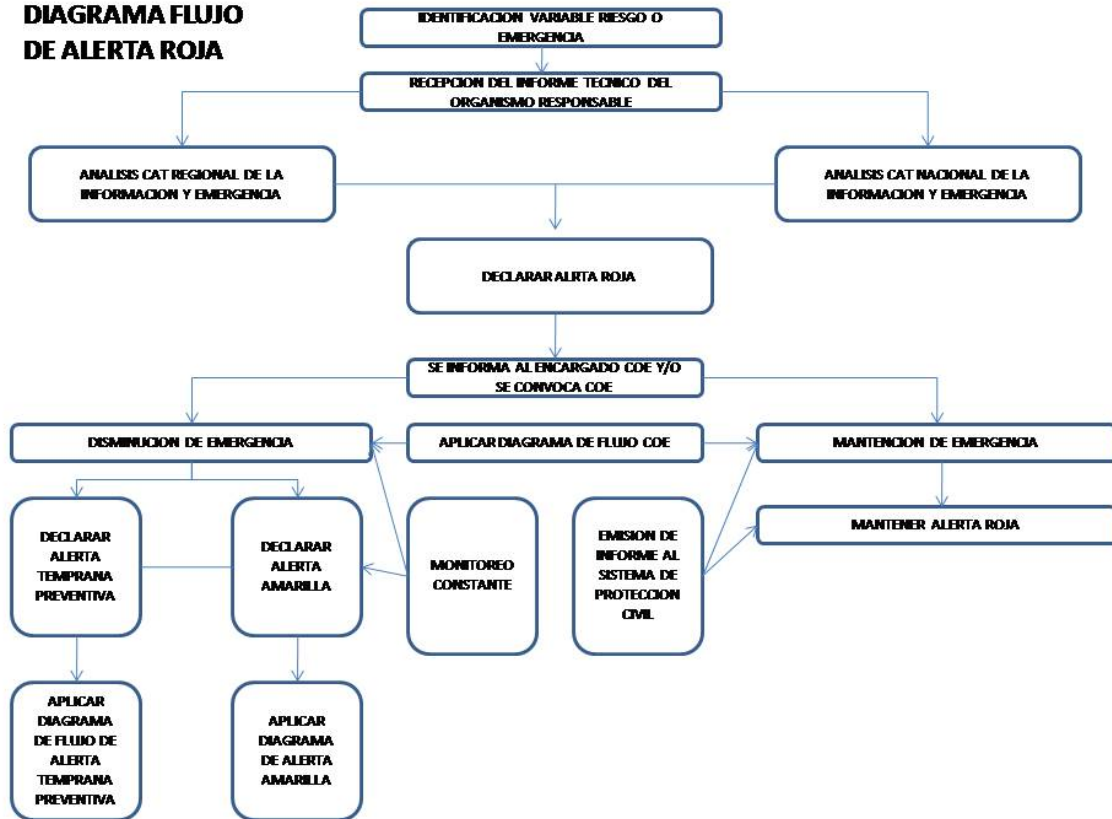 DIAGRAMA FLUJO
DE ALERTA ROJA
IDENTIFICACION VARIABLE RIESGO O
EMERGENCIA
RECEPCION DEL INFORME TECNICO DEL
ORGANISMO RESPONSABLE
ANALISIS CAT REGIONAL DE LA
INFORMACION Y EMERGENCIA
ANALISIS CAT NACIONAL DE LA
INFORMACION Y EMERGENCIA
DECLARAR ALRTA ROJA
SE INFORMA AL ENCARGADO COE Y/O
SE CONVOCA COE
DISMINUCION DE EMERGENCIA
APLICAR DIAGRAMA DE FLUJO COE
MANTENCION DE EMERGENCIA
DECLARAR
ALERTA
TEMPRANA
PREVENTIVA
DECLARAR
ALERTA
AMARILLA
MONITOREO
CONSTANTE
EMISION DE
INFORME AL
SISTEMA DE
PROTECCION
CIVIL
MANTENER ALERTA ROJA
APLICAR
DIAGRAMA
DE FLUJO DE
ALERTA
TEMPRANA
PREVENTIVA
APLICAR
DIAGRAMA
DE ALERTA
AMARILLA